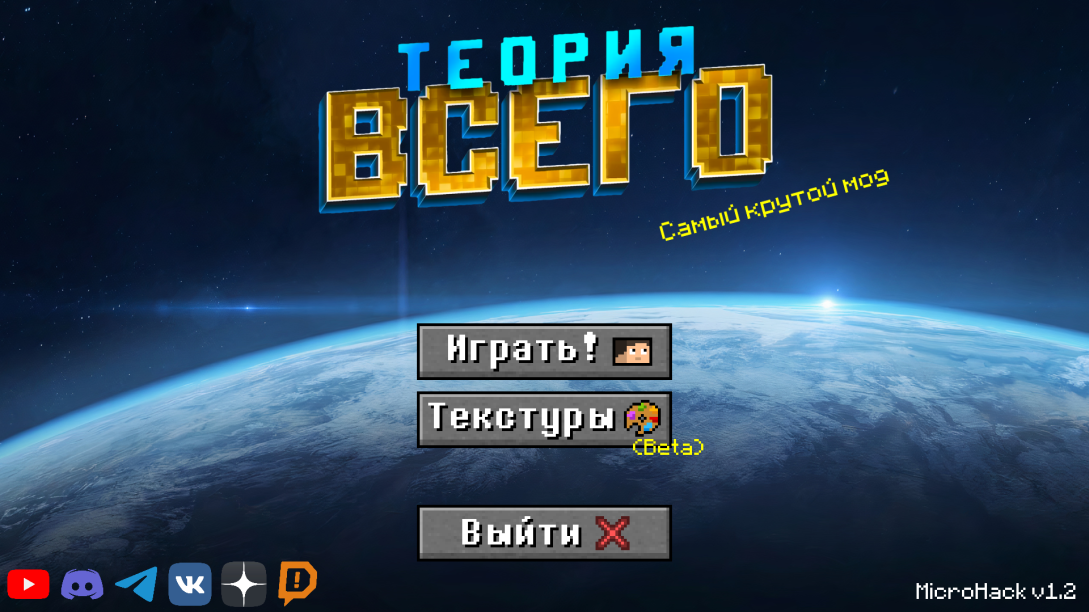 ТЕОРИЯ
ВСЕГО
Самый крутой мод
Играть!
Текстуры
(Beta)
Выйти
MicroHack v1.2